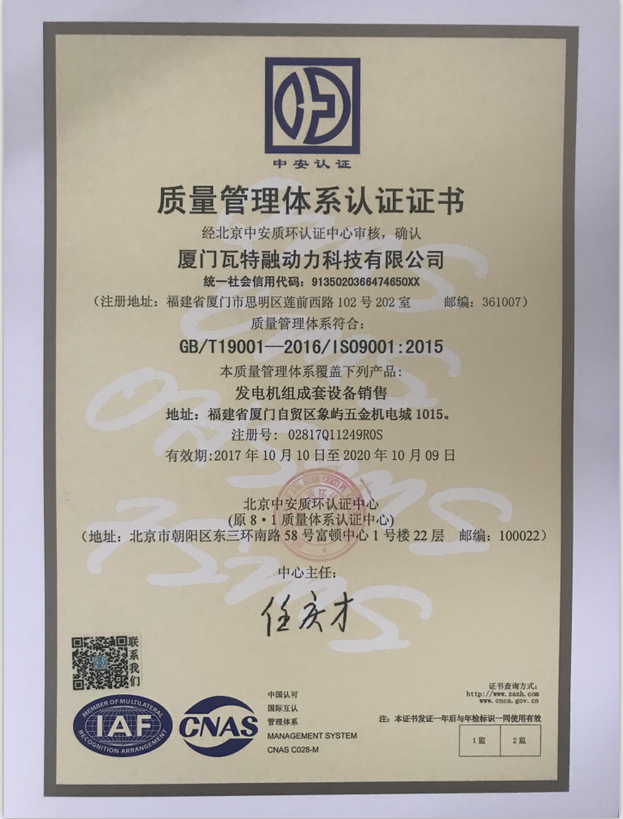 中安认证
质量管理体系认证证书
经北京中安质环认证中心审核，确认
厦门瓦特融动力科技有限公司
统一社会信用代码：9135020366474650XX
（注册地址：福建省厦门市思明区莲前西路102号202室 邮编：361007）
质量管理体系符合：
GB/T19001—2016/ISO9001:2015
本质量管理体系覆盖下列产品：
发电机组成套设备销售
地址：福建省厦门自贸区象屿五金机电城1015。
注册号：02817Q11249R0S
有效期:2017年10月10日至2020年10月09日
北京中安质环认证中心
(原8·1质量体系认证中心)
（地址：北京市朝阳区东三环南路58号富顿中心1号楼22层 邮编：100022）
中心主任：
任庆才
联系我们
MEMBER OF MULTILATERAL
IAF
RECOGNITION ARRANGEMENT
CNAS
中国认可
国际互认
管理体系
MANAGEMENT SYSTEM
CNAS C028-M
证书查询方式：
http://www.zazh.com
www.cnca.gov.cn
注：本证书发证一年后与年检标识一同使用有效
1监 2监